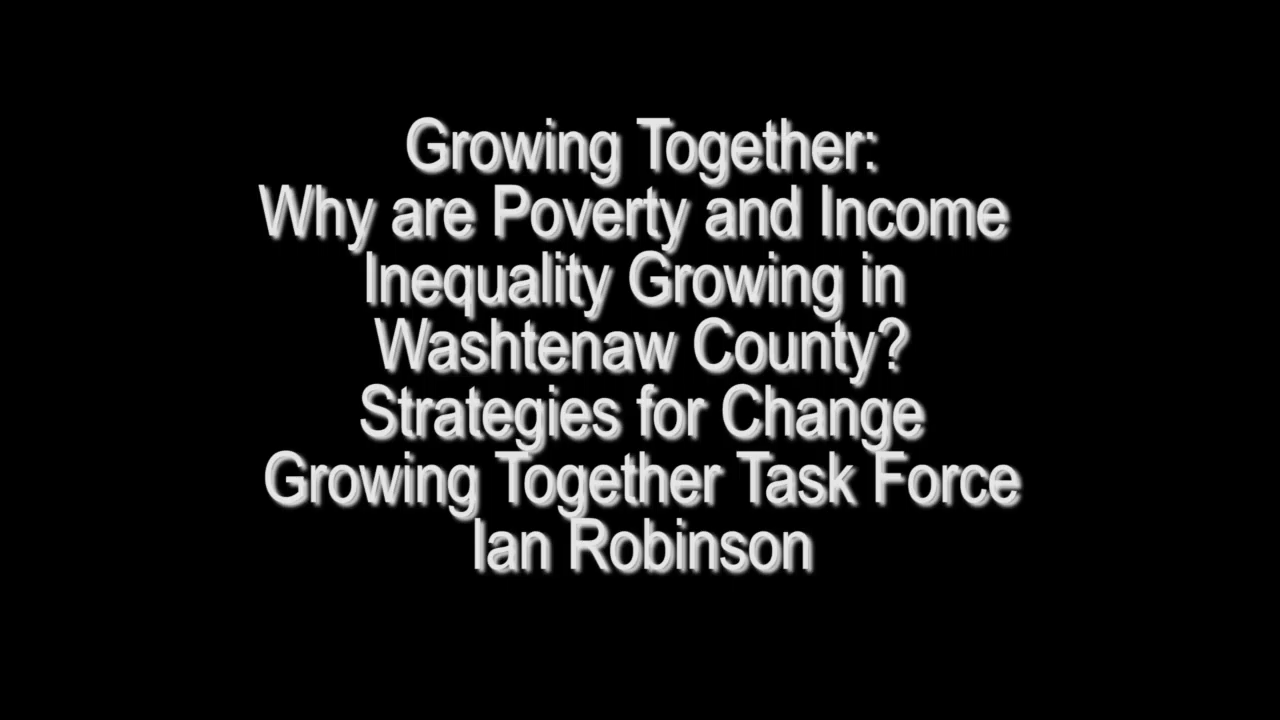 Growing Together:
Why are Poverty and Income
Inequality Growing in
Washtenaw County?
Strategies for Change
Growing Together Task Force
Ian Robinson